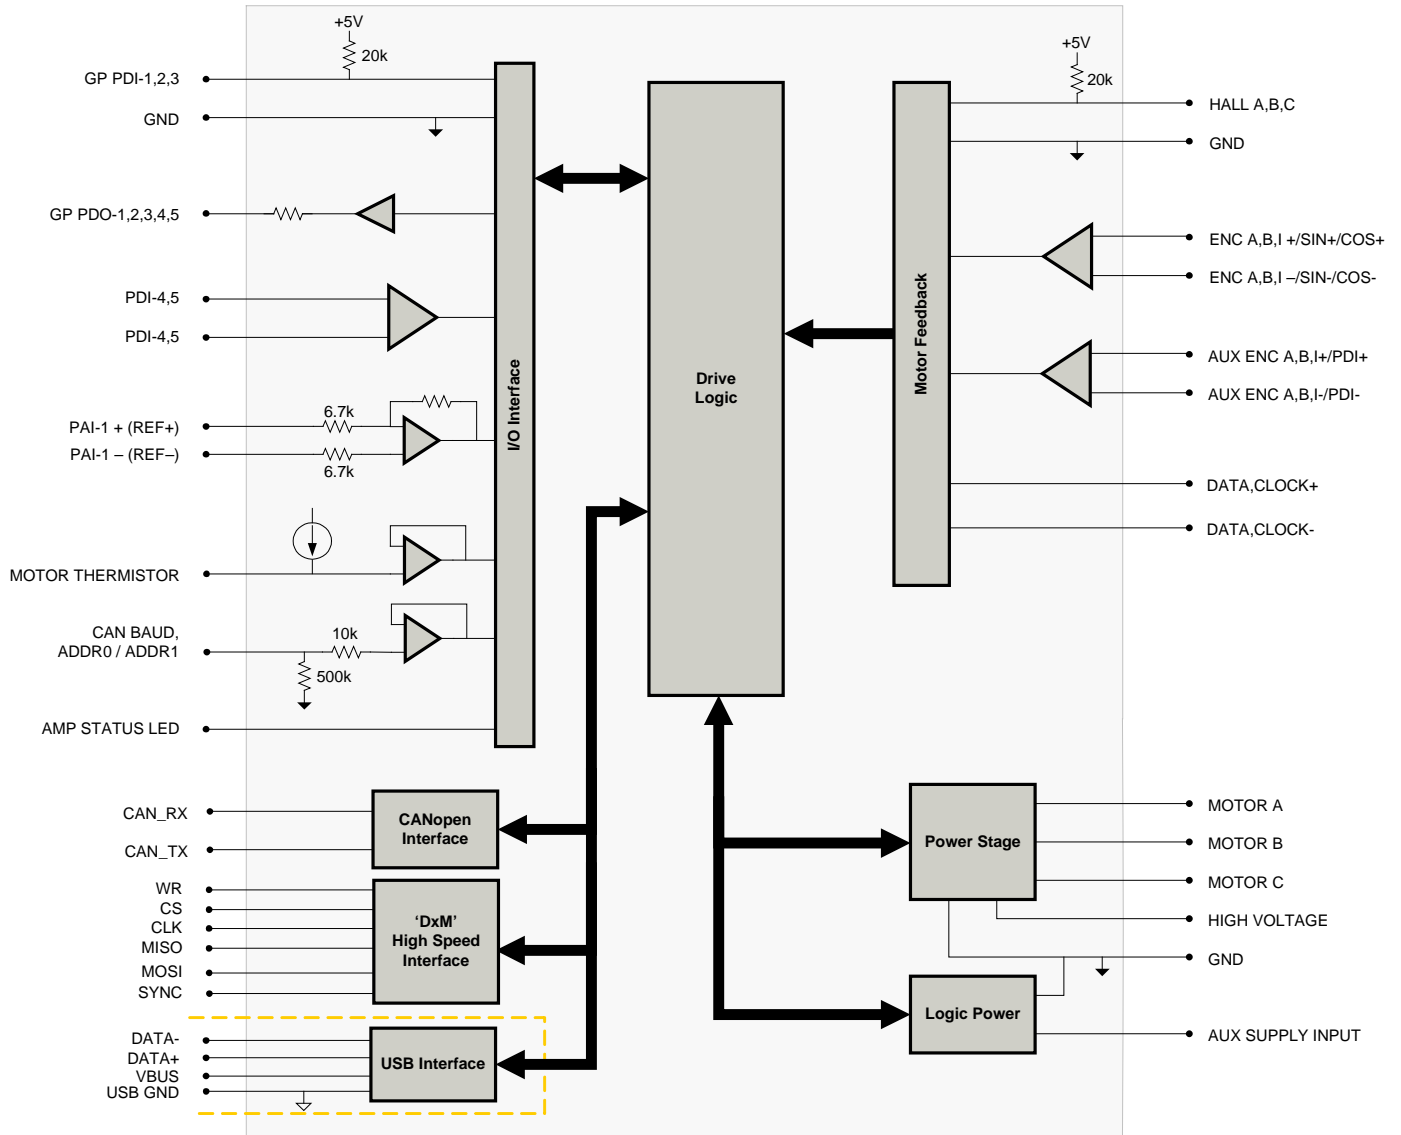 +5V
20k
GP PDI-1,2,3
GND
GP PDO-1,2,3,4,5
PDI-4,5
PDI-4,5
6.7k
PAI-1 + (REF+)
PAI-1 – (REF–)
6.7k
MOTOR THERMISTOR
CAN BAUD,
ADDR0 / ADDR1
10k
500k
AMP STATUS LED
I/O Interface
CAN_RX
CAN_TX
CANopen
Interface
WR
CS
CLK
MISO
MOSI
SYNC
‘DxM’
High Speed
Interface
DATA-
DATA+
VBUS
USB GND
USB Interface
Drive
Logic
Motor Feedback
+5V
20k
HALL A,B,C
GND
ENC A,B,I +/SIN+/COS+
ENC A,B,I –/SIN-/COS-
AUX ENC A,B,I+/PDI+
AUX ENC A,B,I-/PDI-
DATA,CLOCK+
DATA,CLOCK-
Power Stage
MOTOR A
MOTOR B
MOTOR C
HIGH VOLTAGE
GND
Logic Power
AUX SUPPLY INPUT